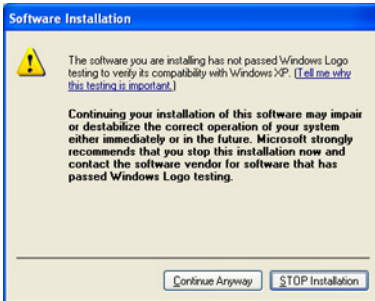 Software Installation
The software you are installing has not passed Windows Logo
testing to verify its compatibility with Windows XP. (Tell me why
this testing is important.)
Continuing your installation of this software may impair
or destabilize the correct operation of your system
either immediately or in the future. Microsoft strongly
recommends that you stop this installation now and
contact the software vendor for software that has
passed Windows Logo testing.
Continue Anyway
STOP Installation